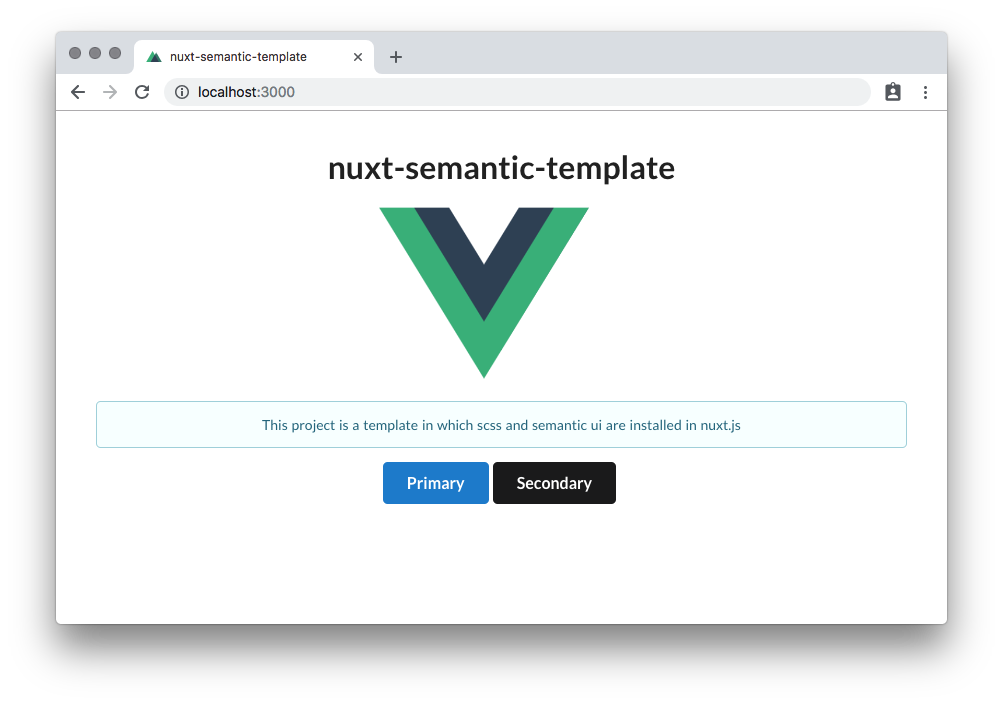 nuxt-semantic-template
localhost:3000
nuxt-semantic-template
This project is a template in which scss and semantic ui are installed in nuxt.js
Primary
Secondary